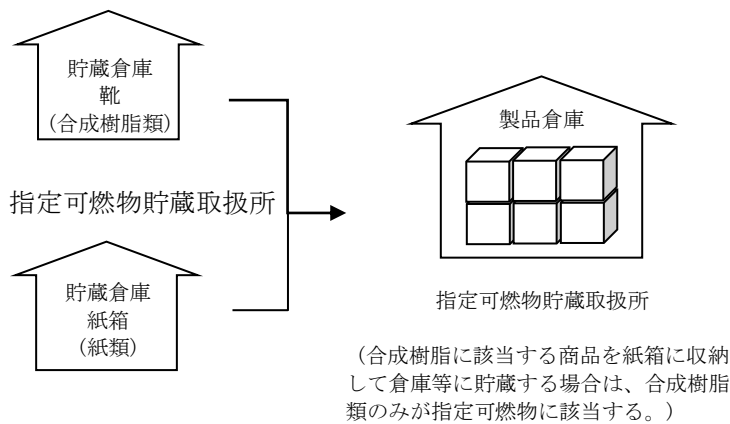 貯蔵倉庫
靴
(合成樹脂類)
指定可燃物貯蔵取扱所
貯蔵倉庫
紙箱
(紙類)
製品倉庫
指定可燃物貯蔵取扱所
（合成樹脂に該当する商品を紙箱に収納
して倉庫等に貯蔵する場合は、合成樹脂
類のみが指定可燃物に該当する。）